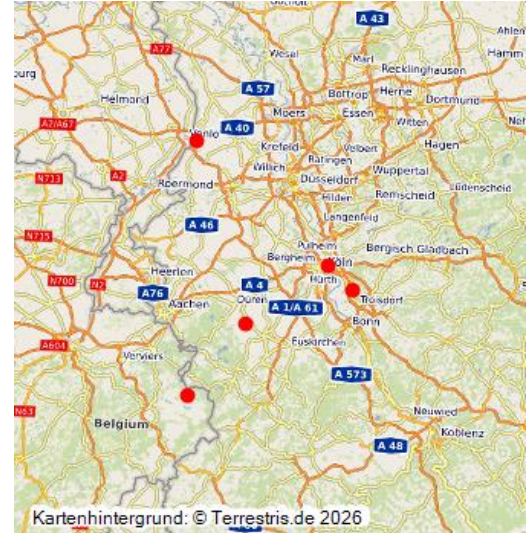 A 43
Ahlen
A77
Wesel
Marl
Hamm
Recklinghausen
Helmond
A 57
Bottrop
Herne
Dortmund
Moers
Essen
A2/A67
A 40
Witten
Krefeld
Velbert
Hagen
N713
A2
Willich
Ratingen
Wuppertal
Roermond
Düsseldorf
Lüdenscheid
Hilden
Remscheid
Langenfeld
N715
A 46
Pulheim
Bergisch Gladbach
Bergheim
Köln
N700
N2
Heerlen
A 4
Hürth
A76
Düren
A 1/A 61
Troisdorf
Aachen
Bonn
A604
Verviers
Euskirchen
A 573
N63
Belgium
Neuwied
Koblenz
A 48
Kartenhintergrund: © Terrestris.de 2026